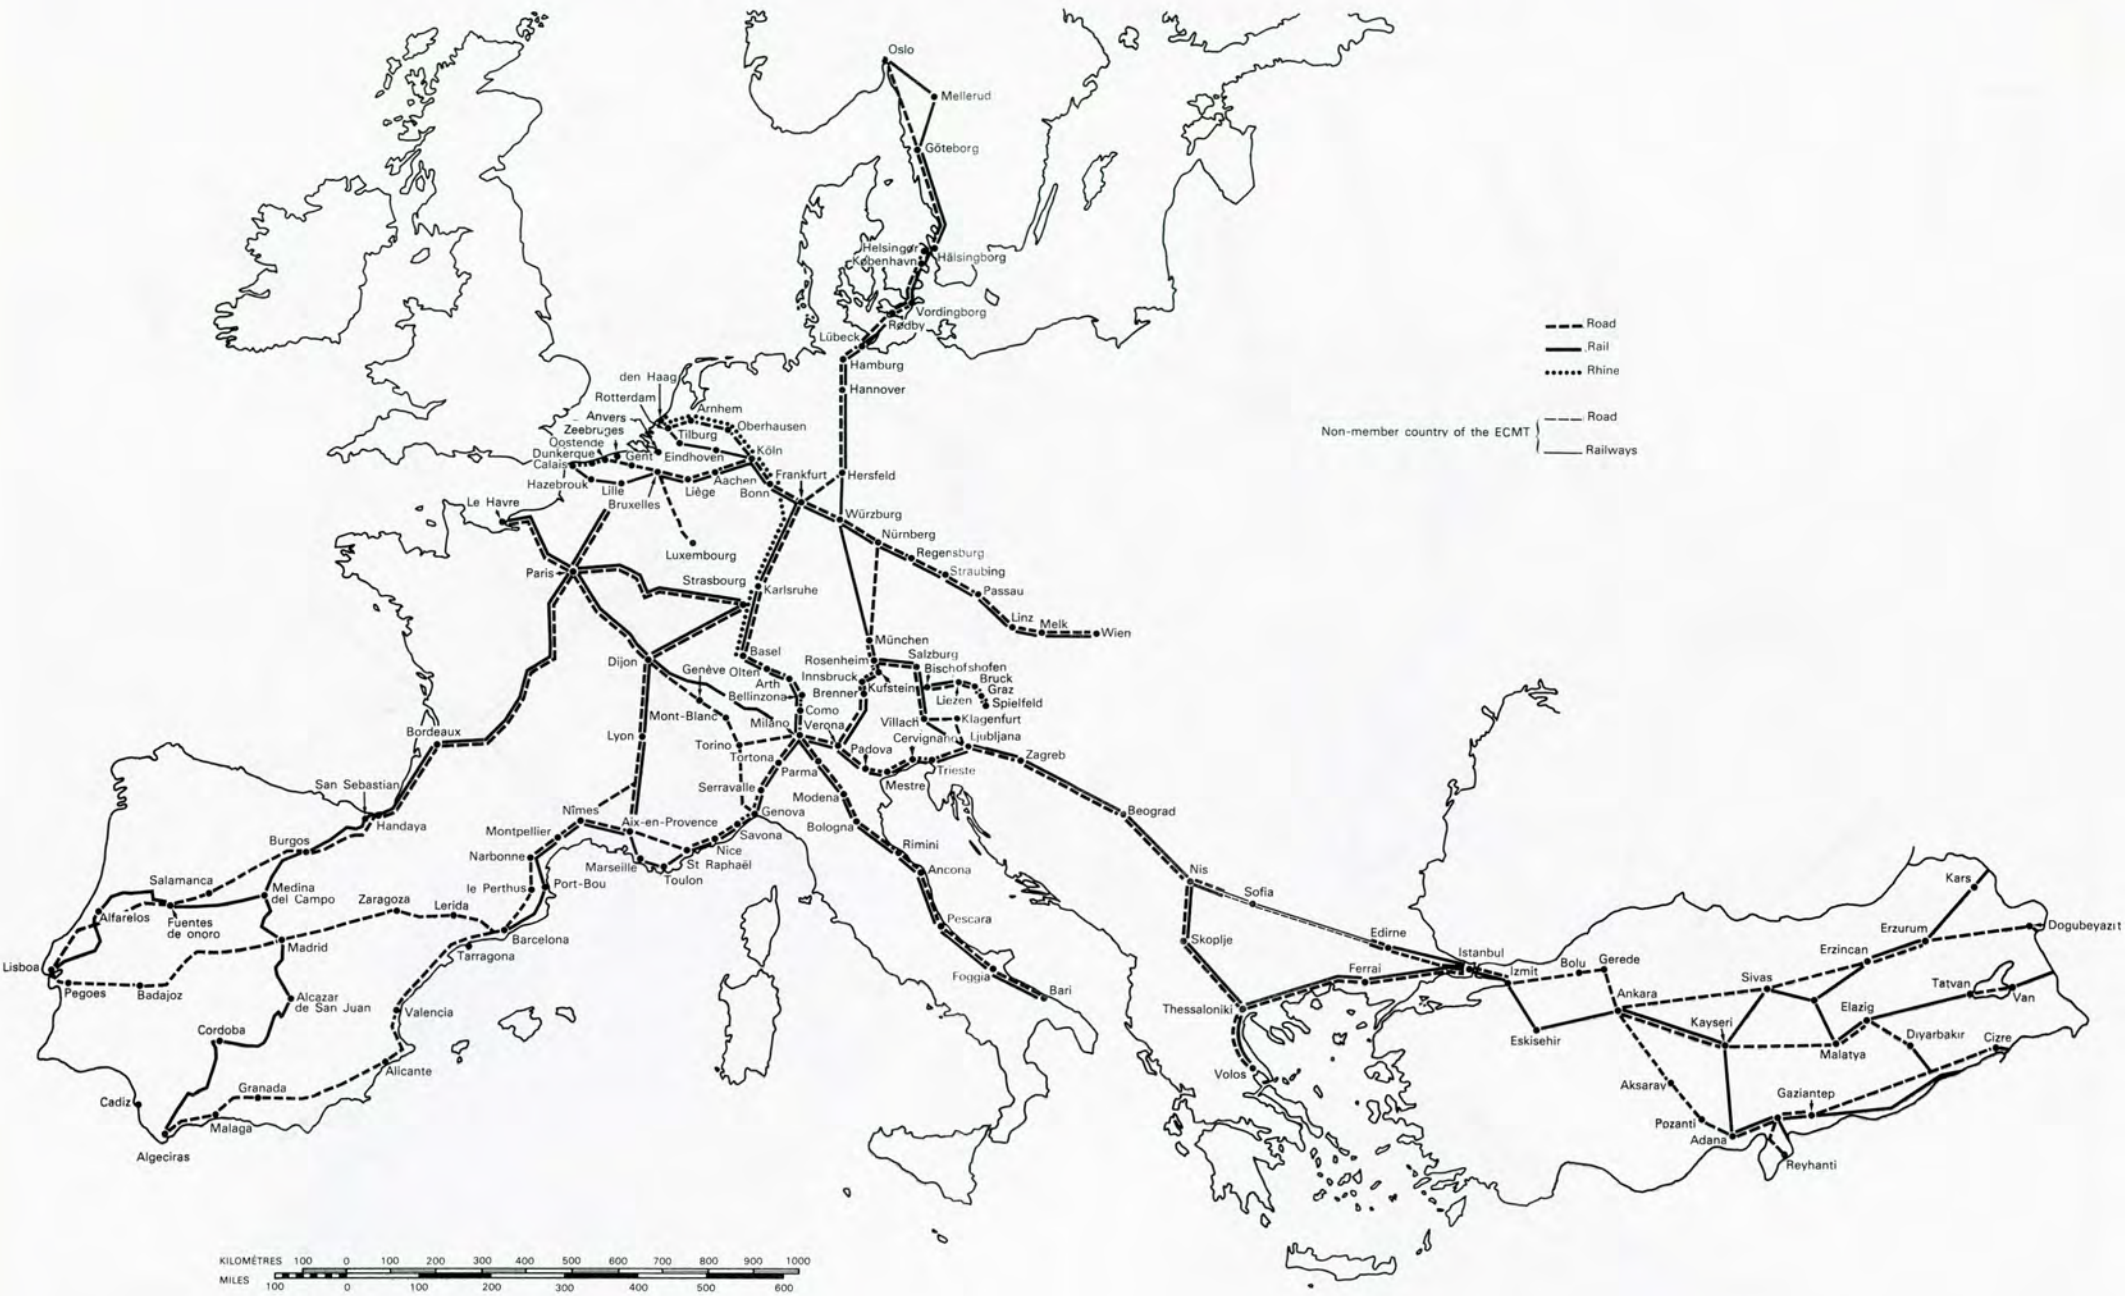 Oslo
Mellerud
Göteborg
Helsingør
København
Hälsingborg
Vordingborg
Rødby
Lübeck
Hamburg
Hannover
Road
Rail
Rhine
Non-member country of the ECMT
Road
Railways
den Haag
Rotterdam
Anvers
Zeebruges
Oostende
Dunkerque
Calais
Arnhem
Oberhausen
Tilburg
Gent
Eindhoven
Köln
Hazebrouk
Lille
Bruxelles
Liège
Aachen
Bonn
Frankfurt
Hersfeld
Le Havre
Luxembourg
Würzburg
Nürnberg
Regensburg
Straubing
Passau
Linz
Melk
Wien
Paris
Strasbourg
Karlsruhe
München
Dijon
Genève
Olten
Basel
Arth
Bellinzona
Rosenheim
Innsbruck
Brenner
Kufstein
Salzburg
Bischofshofen
Bruck
Graz
Liezen
Spielfeld
Mont-Blanc
Milano
Como
Verona
Villach
Klagenfurt
Cervignano
Ljubljana
Zagreb
Bordeaux
Lyon
Torino
Tortona
Parma
Padova
Trieste
Mestre
San Sebastian
Handaya
Serravalle
Modena
Beograd
Nîmes
Aix-en-Provence
Genova
Savona
Bologna
Montpellier
Narbonne
Nice
St Raphaël
Marseille
Toulon
Rimini
Ancona
Burgos
Salamanca
Medina
del Campo
Zaragoza
Lerida
le Perthus
Port-Bou
Nis
Sofia
Kars
Alfarelos
Fuentes
de onoro
Madrid
Barcelona
Tarragona
Pescara
Skoplje
Edirne
Istanbul
Erzurum
Dogubeyazit
Lisboa
Pegoes
Badajoz
Alcazar
de San Juan
Valencia
Foggia
Bari
Ferrai
Izmit
Bolu
Gerede
Erzincan
Sivas
Tatvan
Van
Thessaloniki
Ankara
Elazig
Cordoba
Alicante
Volos
Eskisehir
Kayseri
Malatya
Diyarbakır
Cizre
Granada
Cadiz
Malaga
Algeciras
Aksaray
Gaziantep
Pozanti
Adana
Reyhanti
KILOMÈTRES 100 0 100 200 300 400 500 600 700 800 900 1000
MILES
100 0 100 200 300 400 500 600